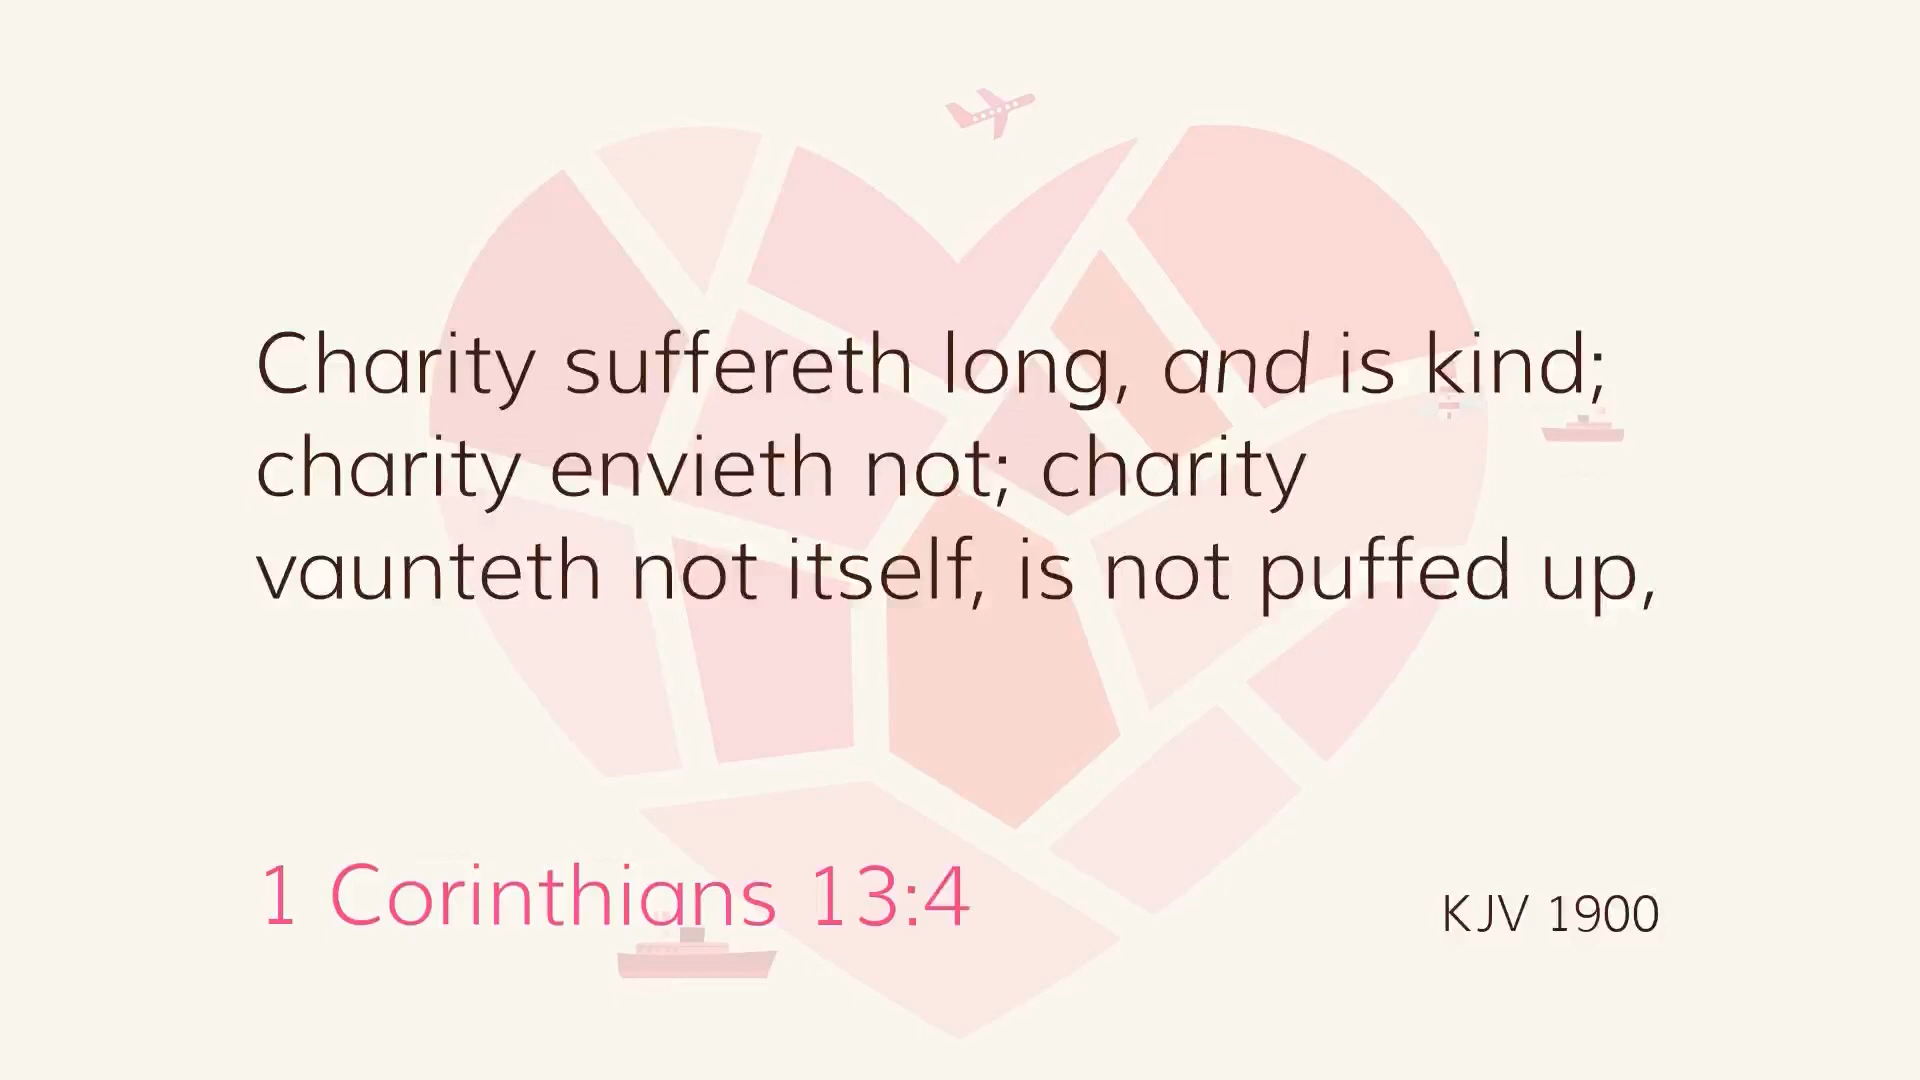 Charity suffereth long, and is kind;
charity envieth not; charity
vaunteth not itself, is not puffed up,
1 Corinthians 13:4
KJV 1900